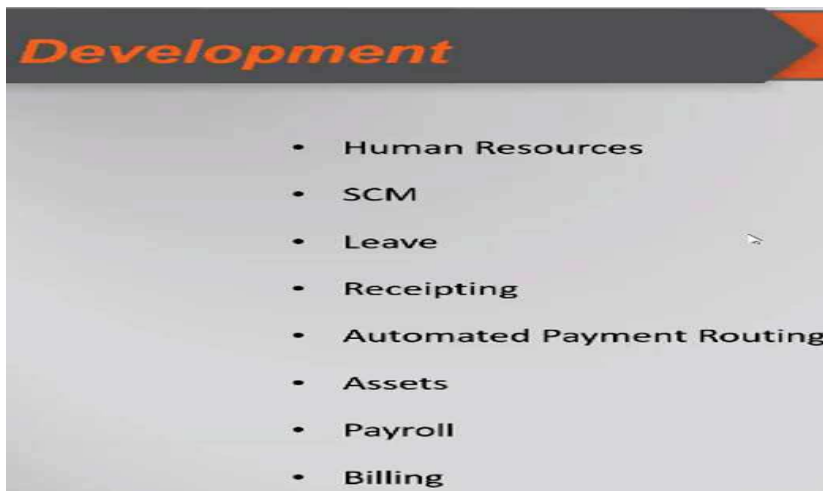 Development
• Human Resources
• SCM
• Leave
• Receipting
• Automated Payment Routing
• Assets
• Payroll
• Billing